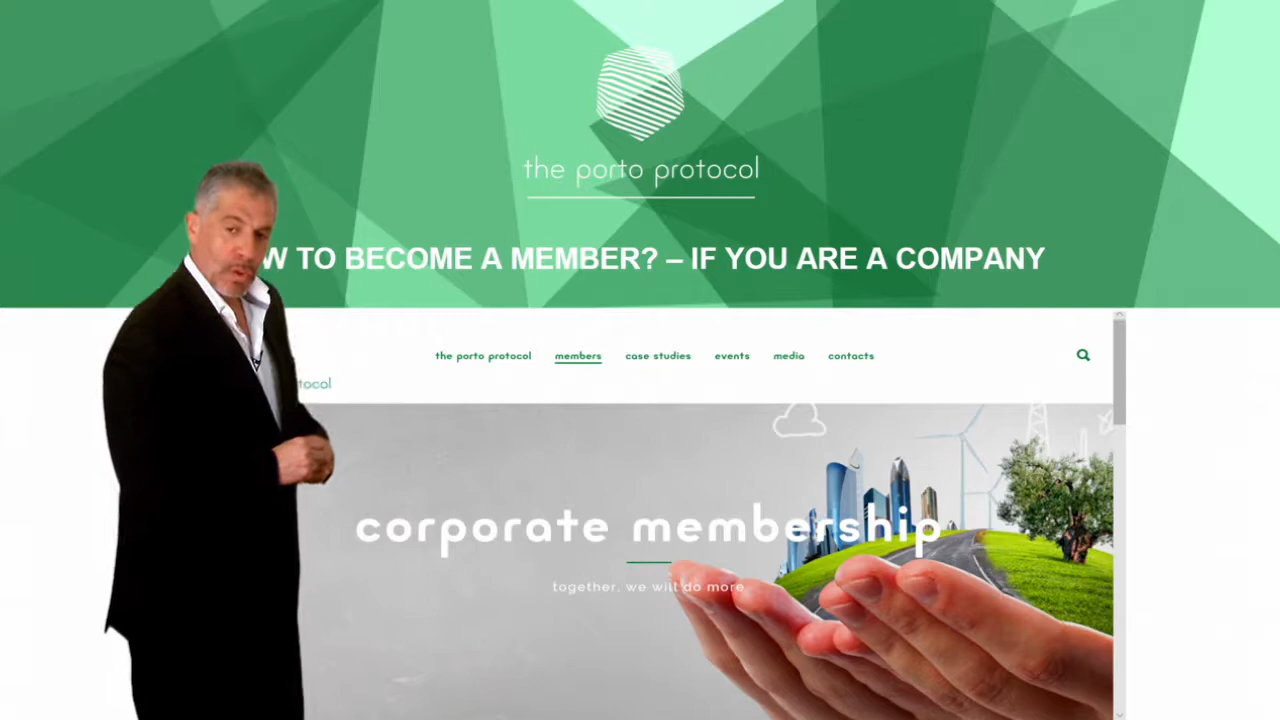 the porto protocol
W TO BECOME A MEMBER? – IF YOU ARE A COMPANY
the porto protocol members case studies events media contacts
tocol
corporate membership
together, we will do more